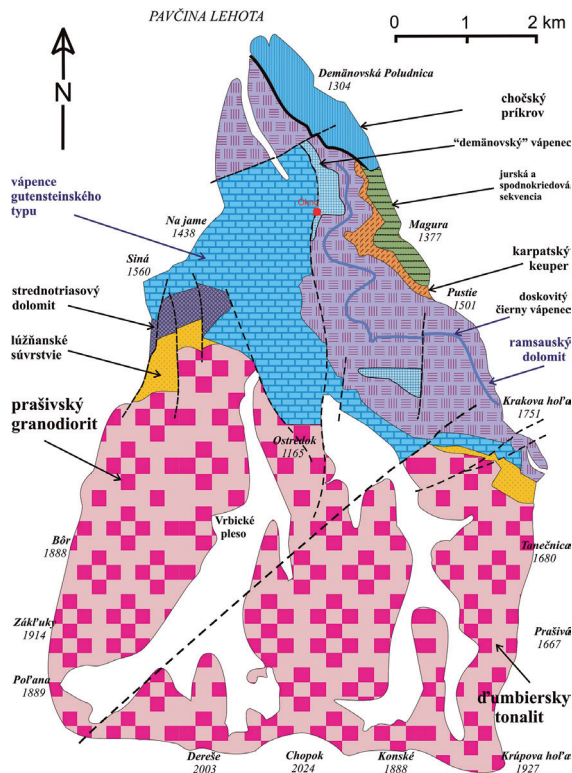 PAVČINA LEHOTA
0 1 2 km
N
Demänovská Poludnica
1304
chočský
príkrov
“demänovský” vápenec
jurská a
spodnokriedová
sekvencia
vápence
gutensteinského
typu
Úvod
Na jame
1438
Magura
1377
Siná
1560
karpatský
keuper
Pustie
1501
strednotriasový
dolomit
doskovitý
čierny vápenec
lúžňanské
súvrstvie
ramsauský
dolomit
prašivský
granodiorit
Krakova hoľa
1751
Ostredok
1165
Vrbické
pleso
Bôr
1888
Tanečnica
1680
Zákľuky
1914
Prašivá
1667
Poľana
1889
ďumbiersky
tonalit
Dereše
2003
Chopok
2024
Konské
1888
Krúpova hoľa
1927